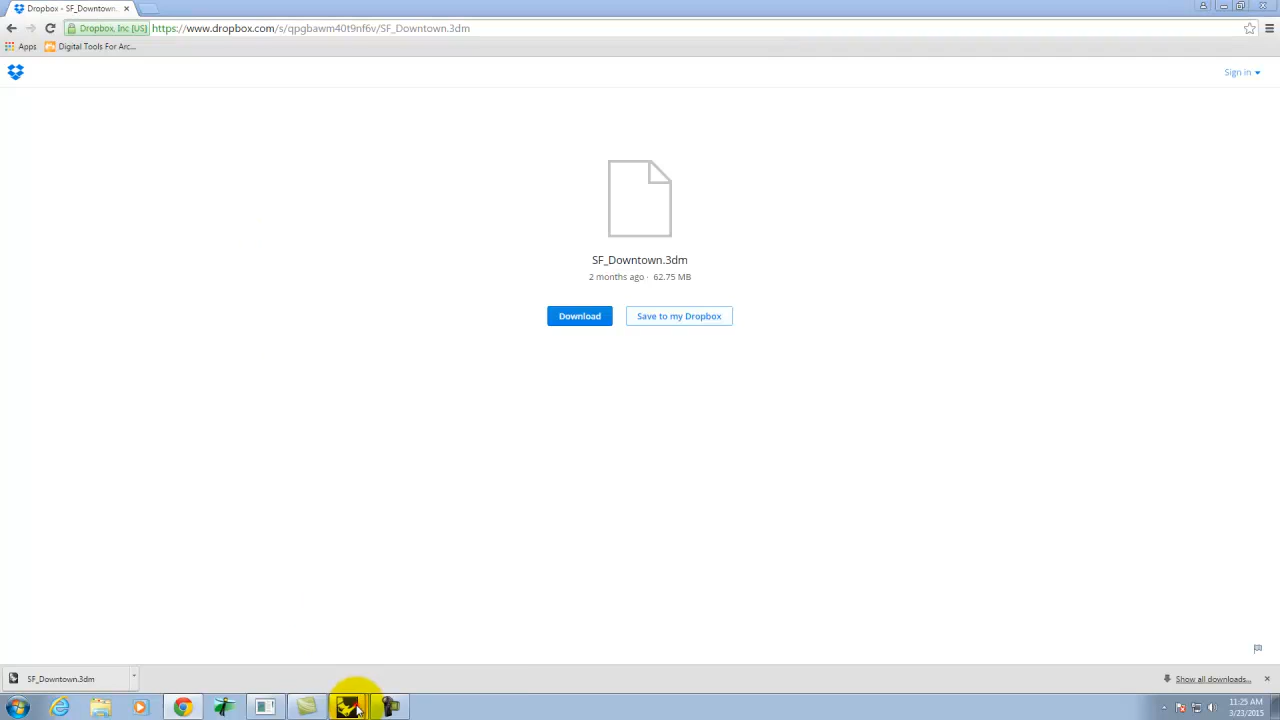 Dropbox - SF_Downtown.
Dropbox, Inc [US] https://www.dropbox.com/s/qpgbawm40t9nf6v/SF_Downtown.3dm
Apps Digital Tools For Arc...
Sign in
SF_Downtown.3dm
2 months ago · 62.75 MB
Download Save to my Dropbox
SF_Downtown.3dm Show all downloads...
11:25 AM
3/23/2015